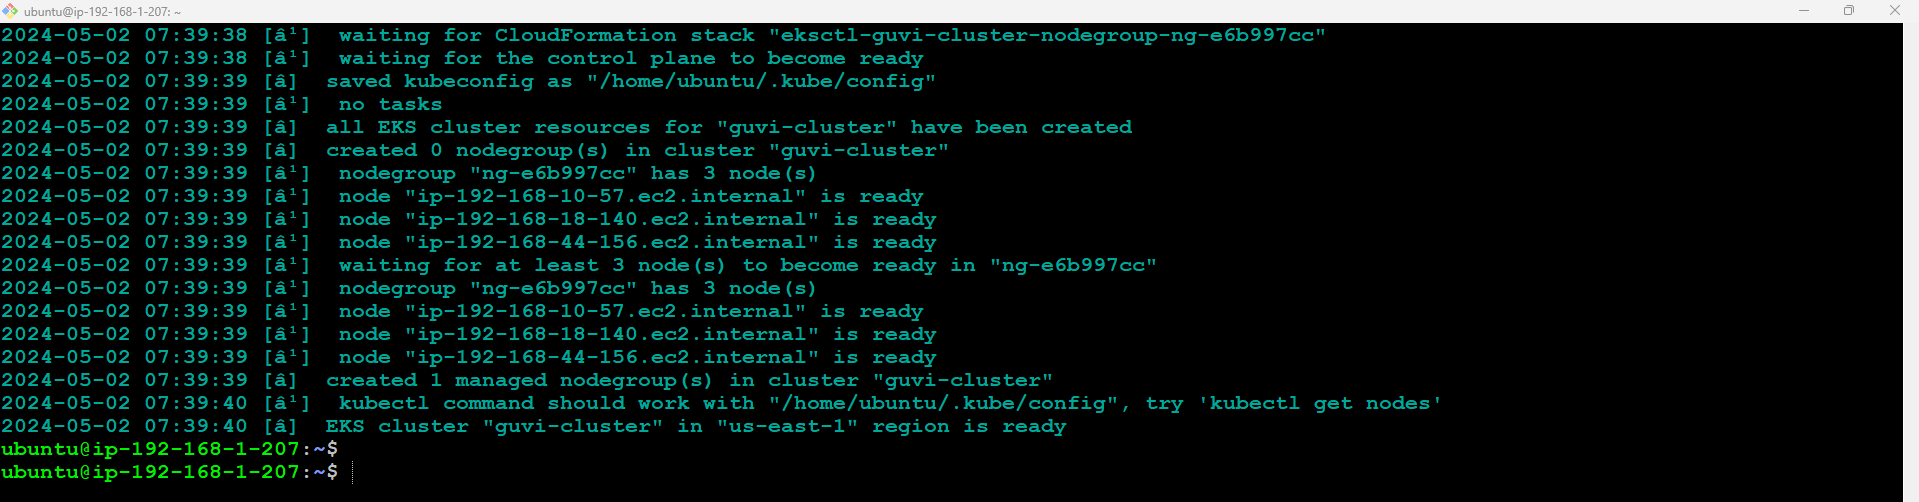 ubuntu@ip-192-168-1-207: ~
2024-05-02 07:39:38 [â¹]  waiting for CloudFormation stack "eksctl-guvi-cluster-nodegroup-ng-e6b997cc"
2024-05-02 07:39:38 [â¹]  waiting for the control plane to become ready
2024-05-02 07:39:39 [â]  saved kubeconfig as "/home/ubuntu/.kube/config"
2024-05-02 07:39:39 [â¹]  no tasks
2024-05-02 07:39:39 [â]  all EKS cluster resources for "guvi-cluster" have been created
2024-05-02 07:39:39 [â]  created 0 nodegroup(s) in cluster "guvi-cluster"
2024-05-02 07:39:39 [â¹]  nodegroup "ng-e6b997cc" has 3 node(s)
2024-05-02 07:39:39 [â¹]  node "ip-192-168-10-57.ec2.internal" is ready
2024-05-02 07:39:39 [â¹]  node "ip-192-168-18-140.ec2.internal" is ready
2024-05-02 07:39:39 [â¹]  node "ip-192-168-44-156.ec2.internal" is ready
2024-05-02 07:39:39 [â¹]  waiting for at least 3 node(s) to become ready in "ng-e6b997cc"
2024-05-02 07:39:39 [â¹]  nodegroup "ng-e6b997cc" has 3 node(s)
2024-05-02 07:39:39 [â¹]  node "ip-192-168-10-57.ec2.internal" is ready
2024-05-02 07:39:39 [â¹]  node "ip-192-168-18-140.ec2.internal" is ready
2024-05-02 07:39:39 [â¹]  node "ip-192-168-44-156.ec2.internal" is ready
2024-05-02 07:39:39 [â]  created 1 managed nodegroup(s) in cluster "guvi-cluster"
2024-05-02 07:39:40 [â¹]  kubectl command should work with "/home/ubuntu/.kube/config", try 'kubectl get nodes'
2024-05-02 07:39:40 [â]  EKS cluster "guvi-cluster" in "us-east-1" region is ready
ubuntu@ip-192-168-1-207:~$
ubuntu@ip-192-168-1-207:~$